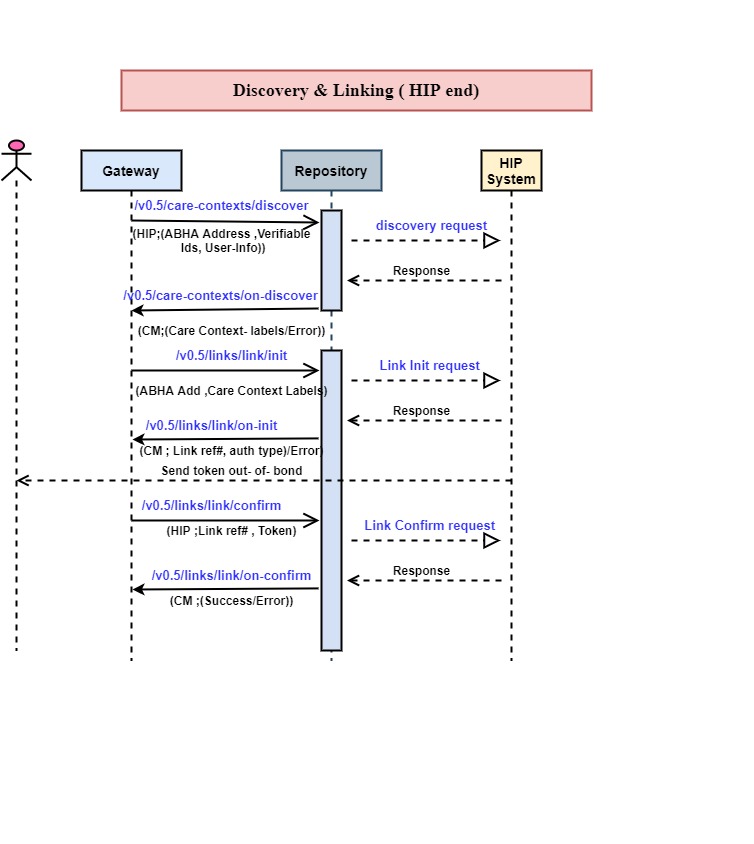 Discovery & Linking ( HIP end)
Gateway
Repository
HIP
System
/v0.5/care-contexts/discover
(HIP;(ABHA Address ,Verifiable
Ids, User-Info))
discovery request
Response
/v0.5/care-contexts/on-discover
(CM;(Care Context- labels/Error))
/v0.5/links/link/init
Link Init request
(ABHA Add ,Care Context Labels)
Response
/v0.5/links/link/on-init
(CM ; Link ref#, auth type)/Error)
Send token out- of- bond
/v0.5/links/link/confirm
Link Confirm request
(HIP ;Link ref# , Token)
Response
/v0.5/links/link/on-confirm
(CM ;(Success/Error))